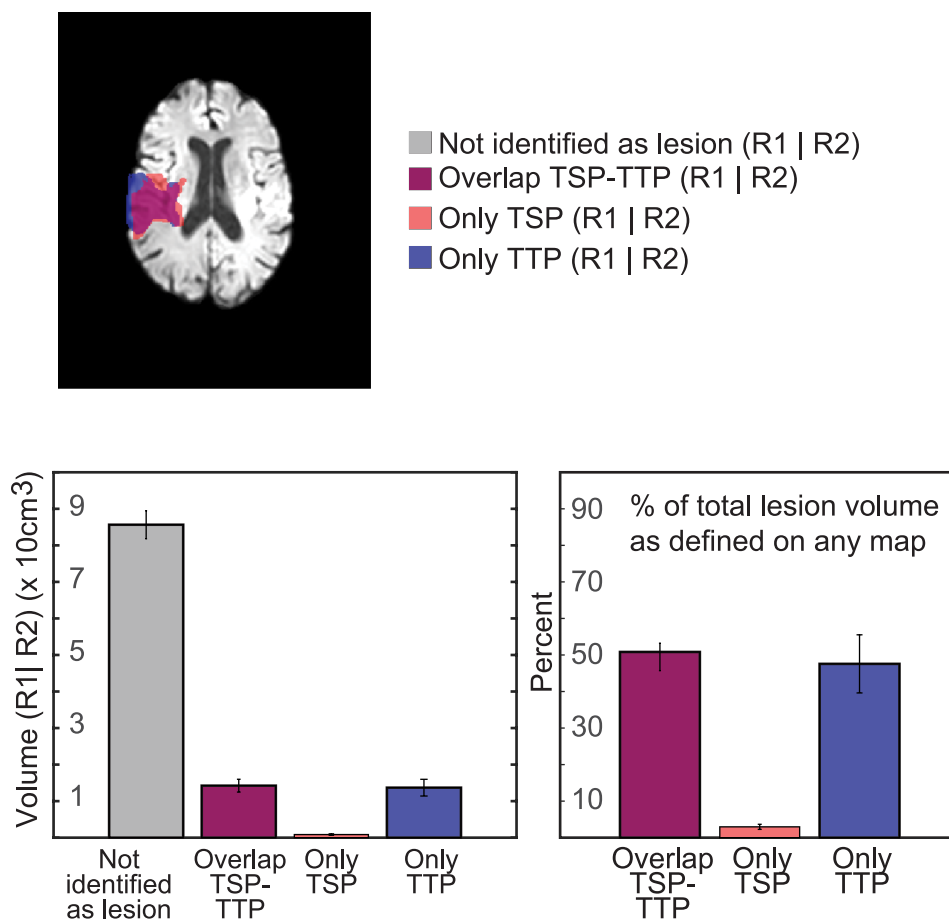 Not identified as lesion (R1 | R2)
Overlap TSP-TTP (R1 | R2)
Only TSP (R1 | R2)
Only TTP (R1 | R2)
Volume (R1| R2) (x 10cm3)
9
7
5
3
1
Not
identified
as lesion
Overlap
TSP-
TTP
Only
TSP
Only
TTP
% of total lesion volume
as defined on any map
Percent
90
70
50
30
10
Overlap
TSP-
TTP
Only
TSP
Only
TTP